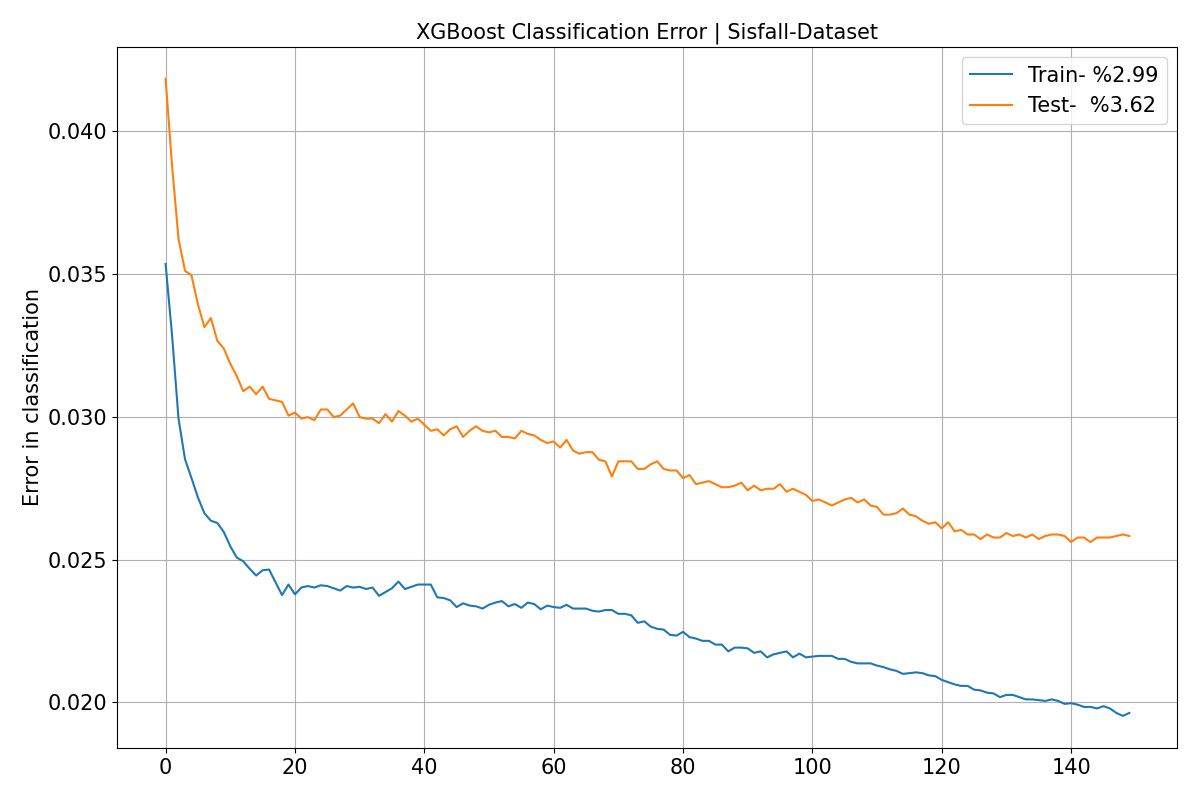 XGBoost Classification Error | Sisfall-Dataset
Train- %2.99
Test-  %3.62
Error in classification
0.040
0.035
0.030
0.025
0.020
0 20 40 60 80 100 120 140